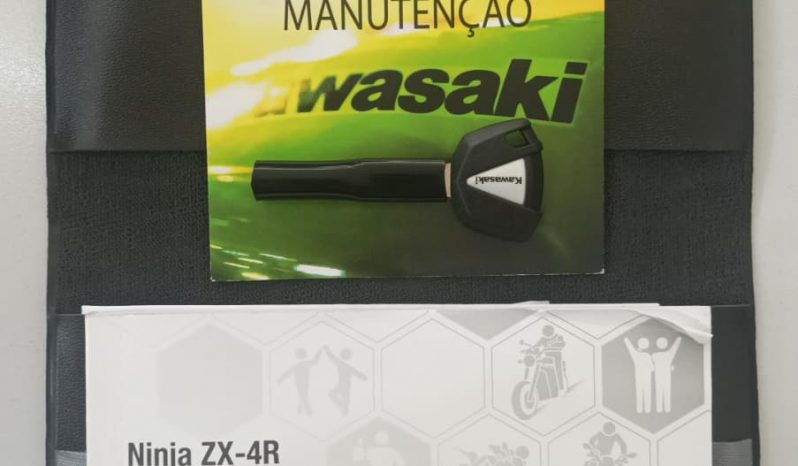 MANUTENÇÃO
Kawasaki
Kawasaki
Ninja ZX-4R